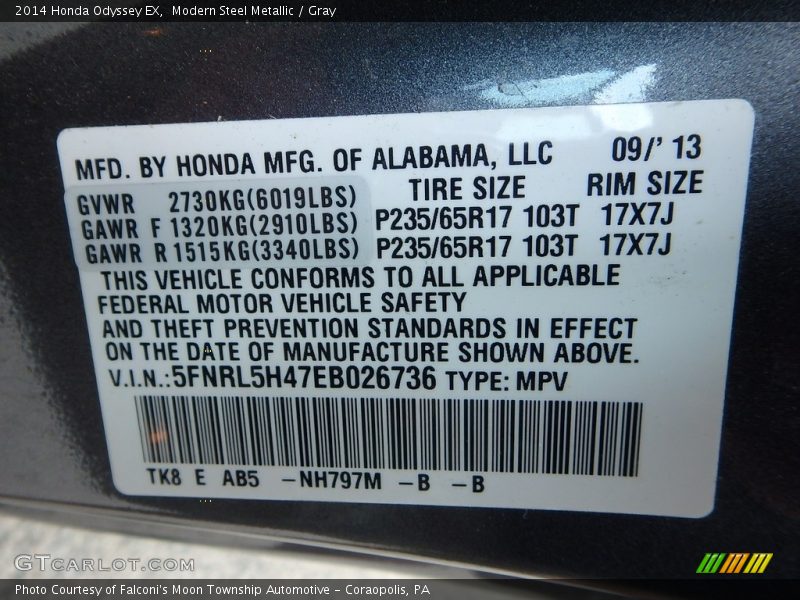 2014 Honda Odyssey EX,  Modern Steel Metallic / Gray
MFD. BY HONDA MFG. OF ALABAMA, LLC 09/' 13
GVWR 2730KG(6019LBS) TIRE SIZE RIM SIZE
GAWR F 1320KG(2910LBS) P235/65R17 103T 17X7J
GAWR R 1515KG(3340LBS) P235/65R17 103T 17X7J
THIS VEHICLE CONFORMS TO ALL APPLICABLE
FEDERAL MOTOR VEHICLE SAFETY
AND THEFT PREVENTION STANDARDS IN EFFECT
ON THE DATE OF MANUFACTURE SHOWN ABOVE.
V.I.N.:5FNRL5H47EB026736 TYPE: MPV
TK8 E AB5 -NH797M -B -B
GTCARLOT.COM
Photo Courtesy of Falconi's Moon Township Automotive - Coraopolis, PA